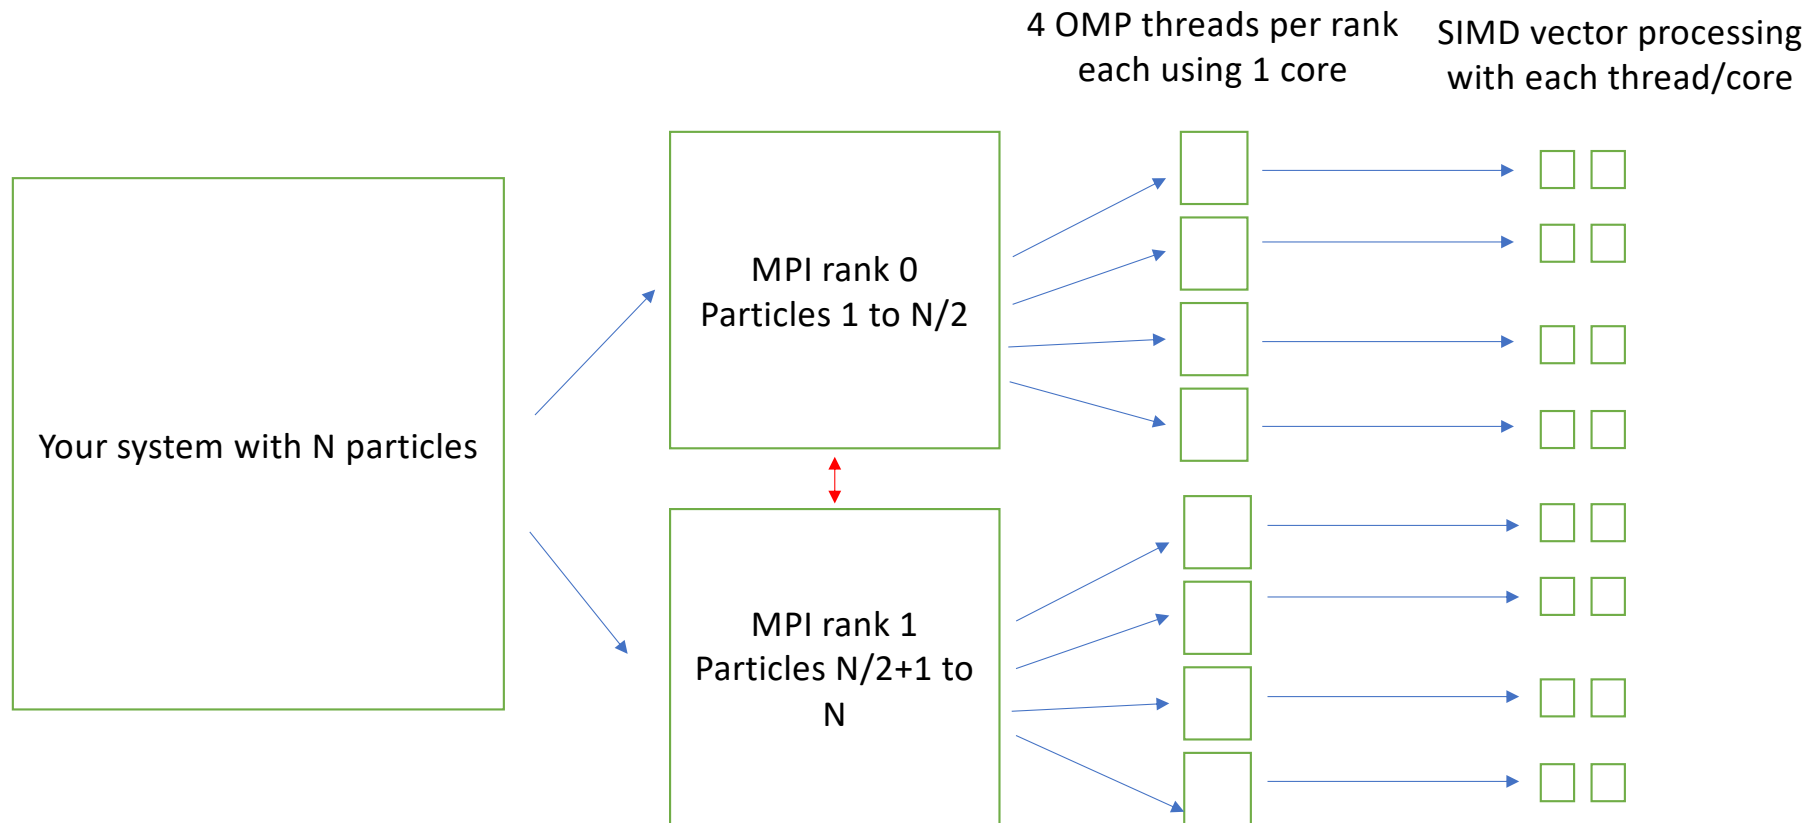 4 OMP threads per rank
each using 1 core
SIMD vector processing
with each thread/core
Your system with N particles
MPI rank 0
Particles 1 to N/2
MPI rank 1
Particles N/2+1 to
N